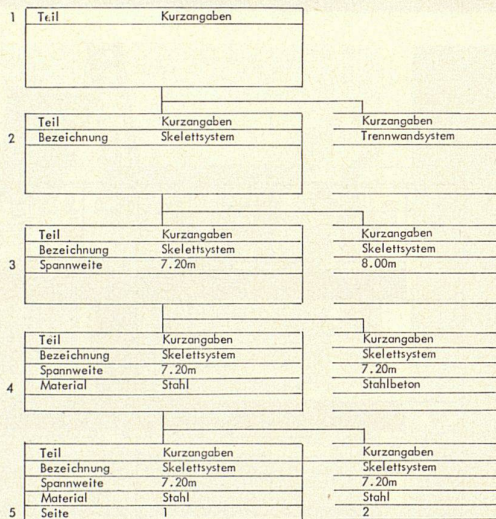 1 Teil Kurzangaben
Teil Kurzangaben Kurzangaben
2 Bezeichnung Skelettsystem Trennwandsystem
Teil Kurzangaben Kurzangaben
Bezeichnung Skelettsystem Skelettsystem
3 Spannweite 7.20m 8.00m
Teil Kurzangaben Kurzangaben
Bezeichnung Skelettsystem Skelettsystem
Spannweite 7.20m 7.20m
4 Material Stahl Stahlbeton
Teil Kurzangaben Kurzangaben
Bezeichnung Skelettsystem Skelettsystem
Spannweite 7.20m 7.20m
Material Stahl Stahl
5 Seite 1 2